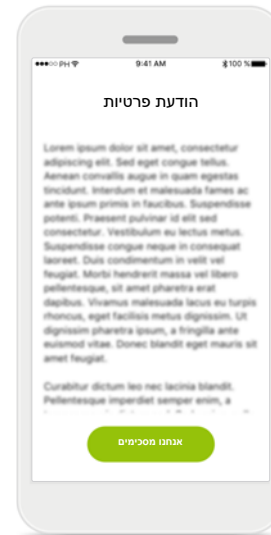 ●●●○○ PH 9:41 AM 100 %
הודעת פרטיות
Lorem ipsum dolor sit amet, consectetur
adipiscing elit. Sed eget congue tellus.
Aenean convallis augue in quam egestas
tincidunt. Interdum et malesuada fames ac
ante ipsum primis in faucibus. Suspendisse
potenti. Praesent pulvinar id elit sed
consectetur. Vestibulum eu lectus metus.
Suspendisse congue neque in consequat
laoreet. Duis condimentum in velit vel
feugiat. Morbi hendrerit massa vel libero
pellentesque, sit amet pharetra erat
dapibus. Vivamus malesuada lacus eu turpis
rhoncus, eget facilisis metus dignissim. Ut
dignissim pharetra ipsum, a fringilla ante
euismod vitae. Donec blandit eget mauris sit
amet feugiat.
Curabitur dictum leo nec lacinia blandit.
Pellentesque imperdiet semper enim, a
אנחנו מסכימים